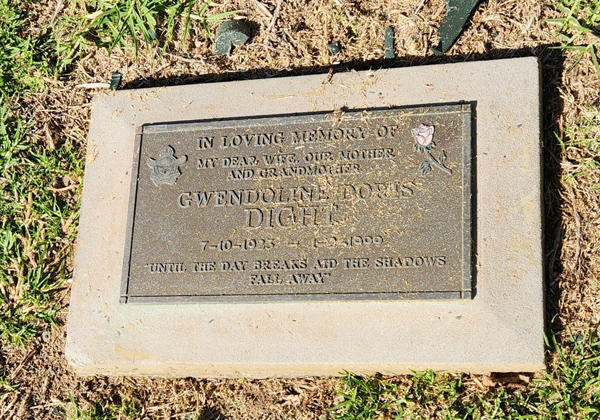 IN LOVING MEMORY OF
MY DEAR WIFE, OUR MOTHER
AND GRANDMOTHER
GWENDOLINE DORIS
DIGHT
7-10-1923 - 1-2-1999
"UNTIL THE DAY BREAKS AND THE SHADOWS
FALL AWAY"